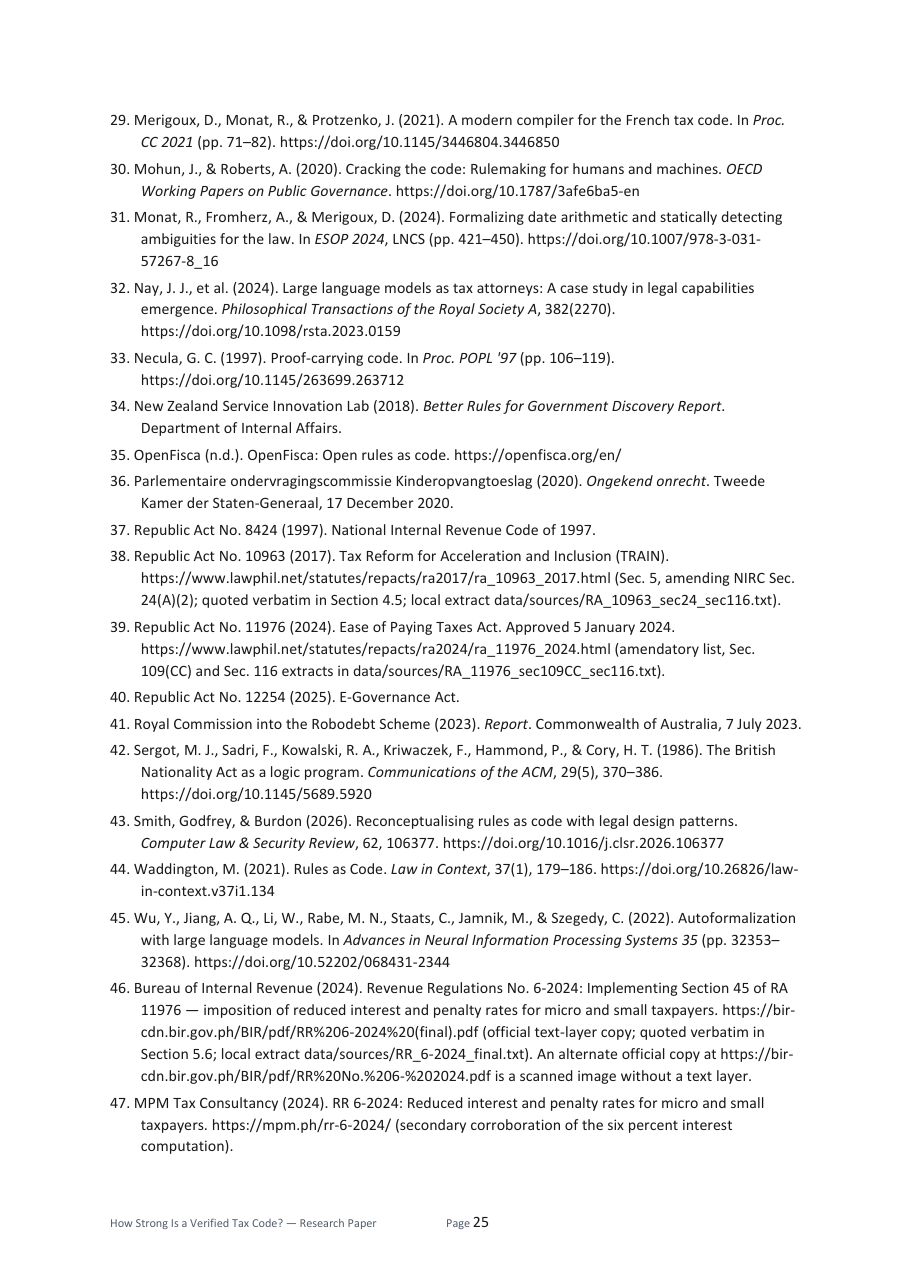 29. Merigoux, D., Monat, R., & Protzenko, J. (2021). A modern compiler for the French tax code. In Proc.
CC 2021 (pp. 71–82). https://doi.org/10.1145/3446804.3446850
30. Mohun, J., & Roberts, A. (2020). Cracking the code: Rulemaking for humans and machines. OECD
Working Papers on Public Governance. https://doi.org/10.1787/3afe6ba5-en
31. Monat, R., Fromherz, A., & Merigoux, D. (2024). Formalizing date arithmetic and statically detecting
ambiguities for the law. In ESOP 2024, LNCS (pp. 421–450). https://doi.org/10.1007/978-3-031-
57267-8_16
32. Nay, J. J., et al. (2024). Large language models as tax attorneys: A case study in legal capabilities
emergence. Philosophical Transactions of the Royal Society A, 382(2270).
https://doi.org/10.1098/rsta.2023.0159
33. Necula, G. C. (1997). Proof-carrying code. In Proc. POPL '97 (pp. 106–119).
https://doi.org/10.1145/263699.263712
34. New Zealand Service Innovation Lab (2018). Better Rules for Government Discovery Report.
Department of Internal Affairs.
35. OpenFisca (n.d.). OpenFisca: Open rules as code. https://openfisca.org/en/
36. Parlementaire ondervragingscommissie Kinderopvangtoeslag (2020). Ongekend onrecht. Tweede
Kamer der Staten-Generaal, 17 December 2020.
37. Republic Act No. 8424 (1997). National Internal Revenue Code of 1997.
38. Republic Act No. 10963 (2017). Tax Reform for Acceleration and Inclusion (TRAIN).
https://www.lawphil.net/statutes/repacts/ra2017/ra_10963_2017.html (Sec. 5, amending NIRC Sec.
24(A)(2); quoted verbatim in Section 4.5; local extract data/sources/RA_10963_sec24_sec116.txt).
39. Republic Act No. 11976 (2024). Ease of Paying Taxes Act. Approved 5 January 2024.
https://www.lawphil.net/statutes/repacts/ra2024/ra_11976_2024.html (amendatory list, Sec.
109(CC) and Sec. 116 extracts in data/sources/RA_11976_sec109CC_sec116.txt).
40. Republic Act No. 12254 (2025). E-Governance Act.
41. Royal Commission into the Robodebt Scheme (2023). Report. Commonwealth of Australia, 7 July 2023.
42. Sergot, M. J., Sadri, F., Kowalski, R. A., Kriwaczek, F., Hammond, P., & Cory, H. T. (1986). The British
Nationality Act as a logic program. Communications of the ACM, 29(5), 370–386.
https://doi.org/10.1145/5689.5920
43. Smith, Godfrey, & Burdon (2026). Reconceptualising rules as code with legal design patterns.
Computer Law & Security Review, 62, 106377. https://doi.org/10.1016/j.clsr.2026.106377
44. Waddington, M. (2021). Rules as Code. Law in Context, 37(1), 179–186. https://doi.org/10.26826/law-
in-context.v37i1.134
45. Wu, Y., Jiang, A. Q., Li, W., Rabe, M. N., Staats, C., Jamnik, M., & Szegedy, C. (2022). Autoformalization
with large language models. In Advances in Neural Information Processing Systems 35 (pp. 32353–
32368). https://doi.org/10.52202/068431-2344
46. Bureau of Internal Revenue (2024). Revenue Regulations No. 6-2024: Implementing Section 45 of RA
11976 — imposition of reduced interest and penalty rates for micro and small taxpayers. https://bir-
cdn.bir.gov.ph/BIR/pdf/RR%206-2024%20(final).pdf (official text-layer copy; quoted verbatim in
Section 5.6; local extract data/sources/RR_6-2024_final.txt). An alternate official copy at https://bir-
cdn.bir.gov.ph/BIR/pdf/RR%20No.%206-%202024.pdf is a scanned image without a text layer.
47. MPM Tax Consultancy (2024). RR 6-2024: Reduced interest and penalty rates for micro and small
taxpayers. https://mpm.ph/rr-6-2024/ (secondary corroboration of the six percent interest
computation).
How Strong Is a Verified Tax Code? — Research Paper Page 25